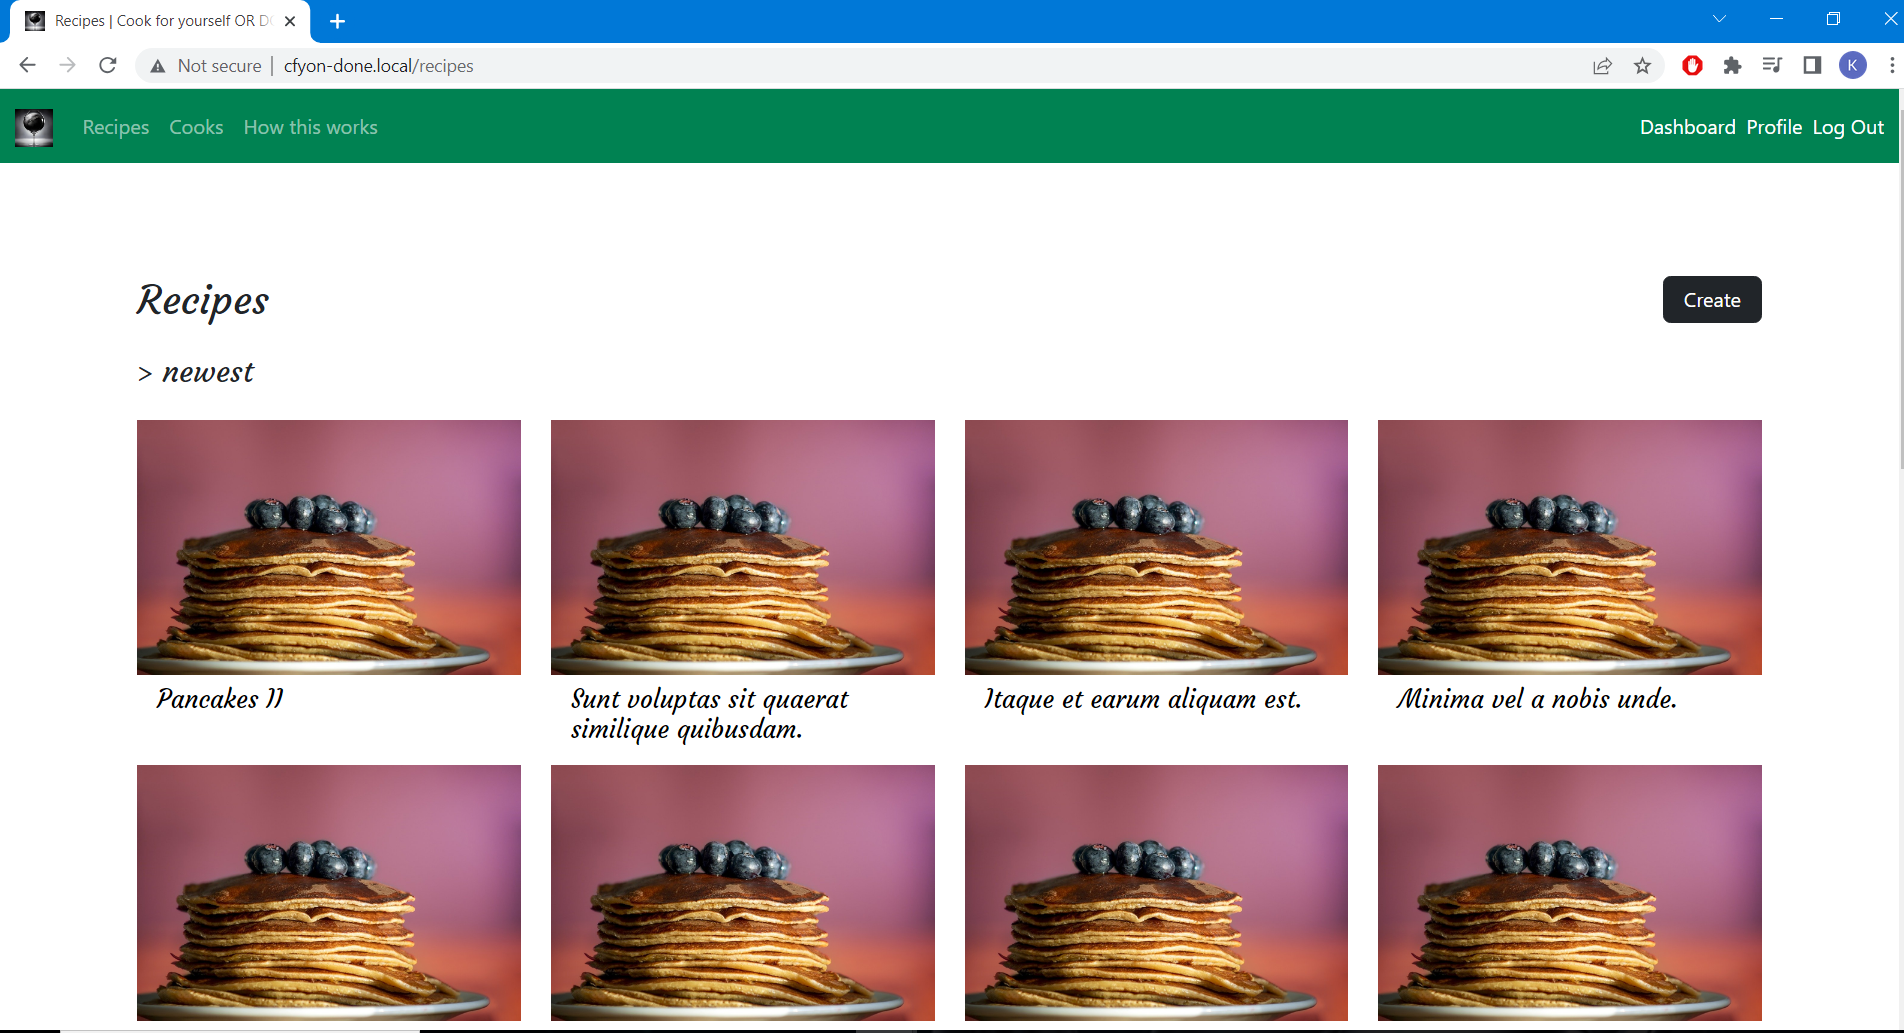 Recipes | Cook for yourself OR DO
Not secure | cfyon-done.local/recipes
K
Recipes Cooks How this works
Dashboard Profile Log Out
Recipes
Create
> newest
Pancakes II
Sunt voluptas sit quaerat
similique quibusdam.
Itaque et earum aliquam est.
Minima vel a nobis unde.